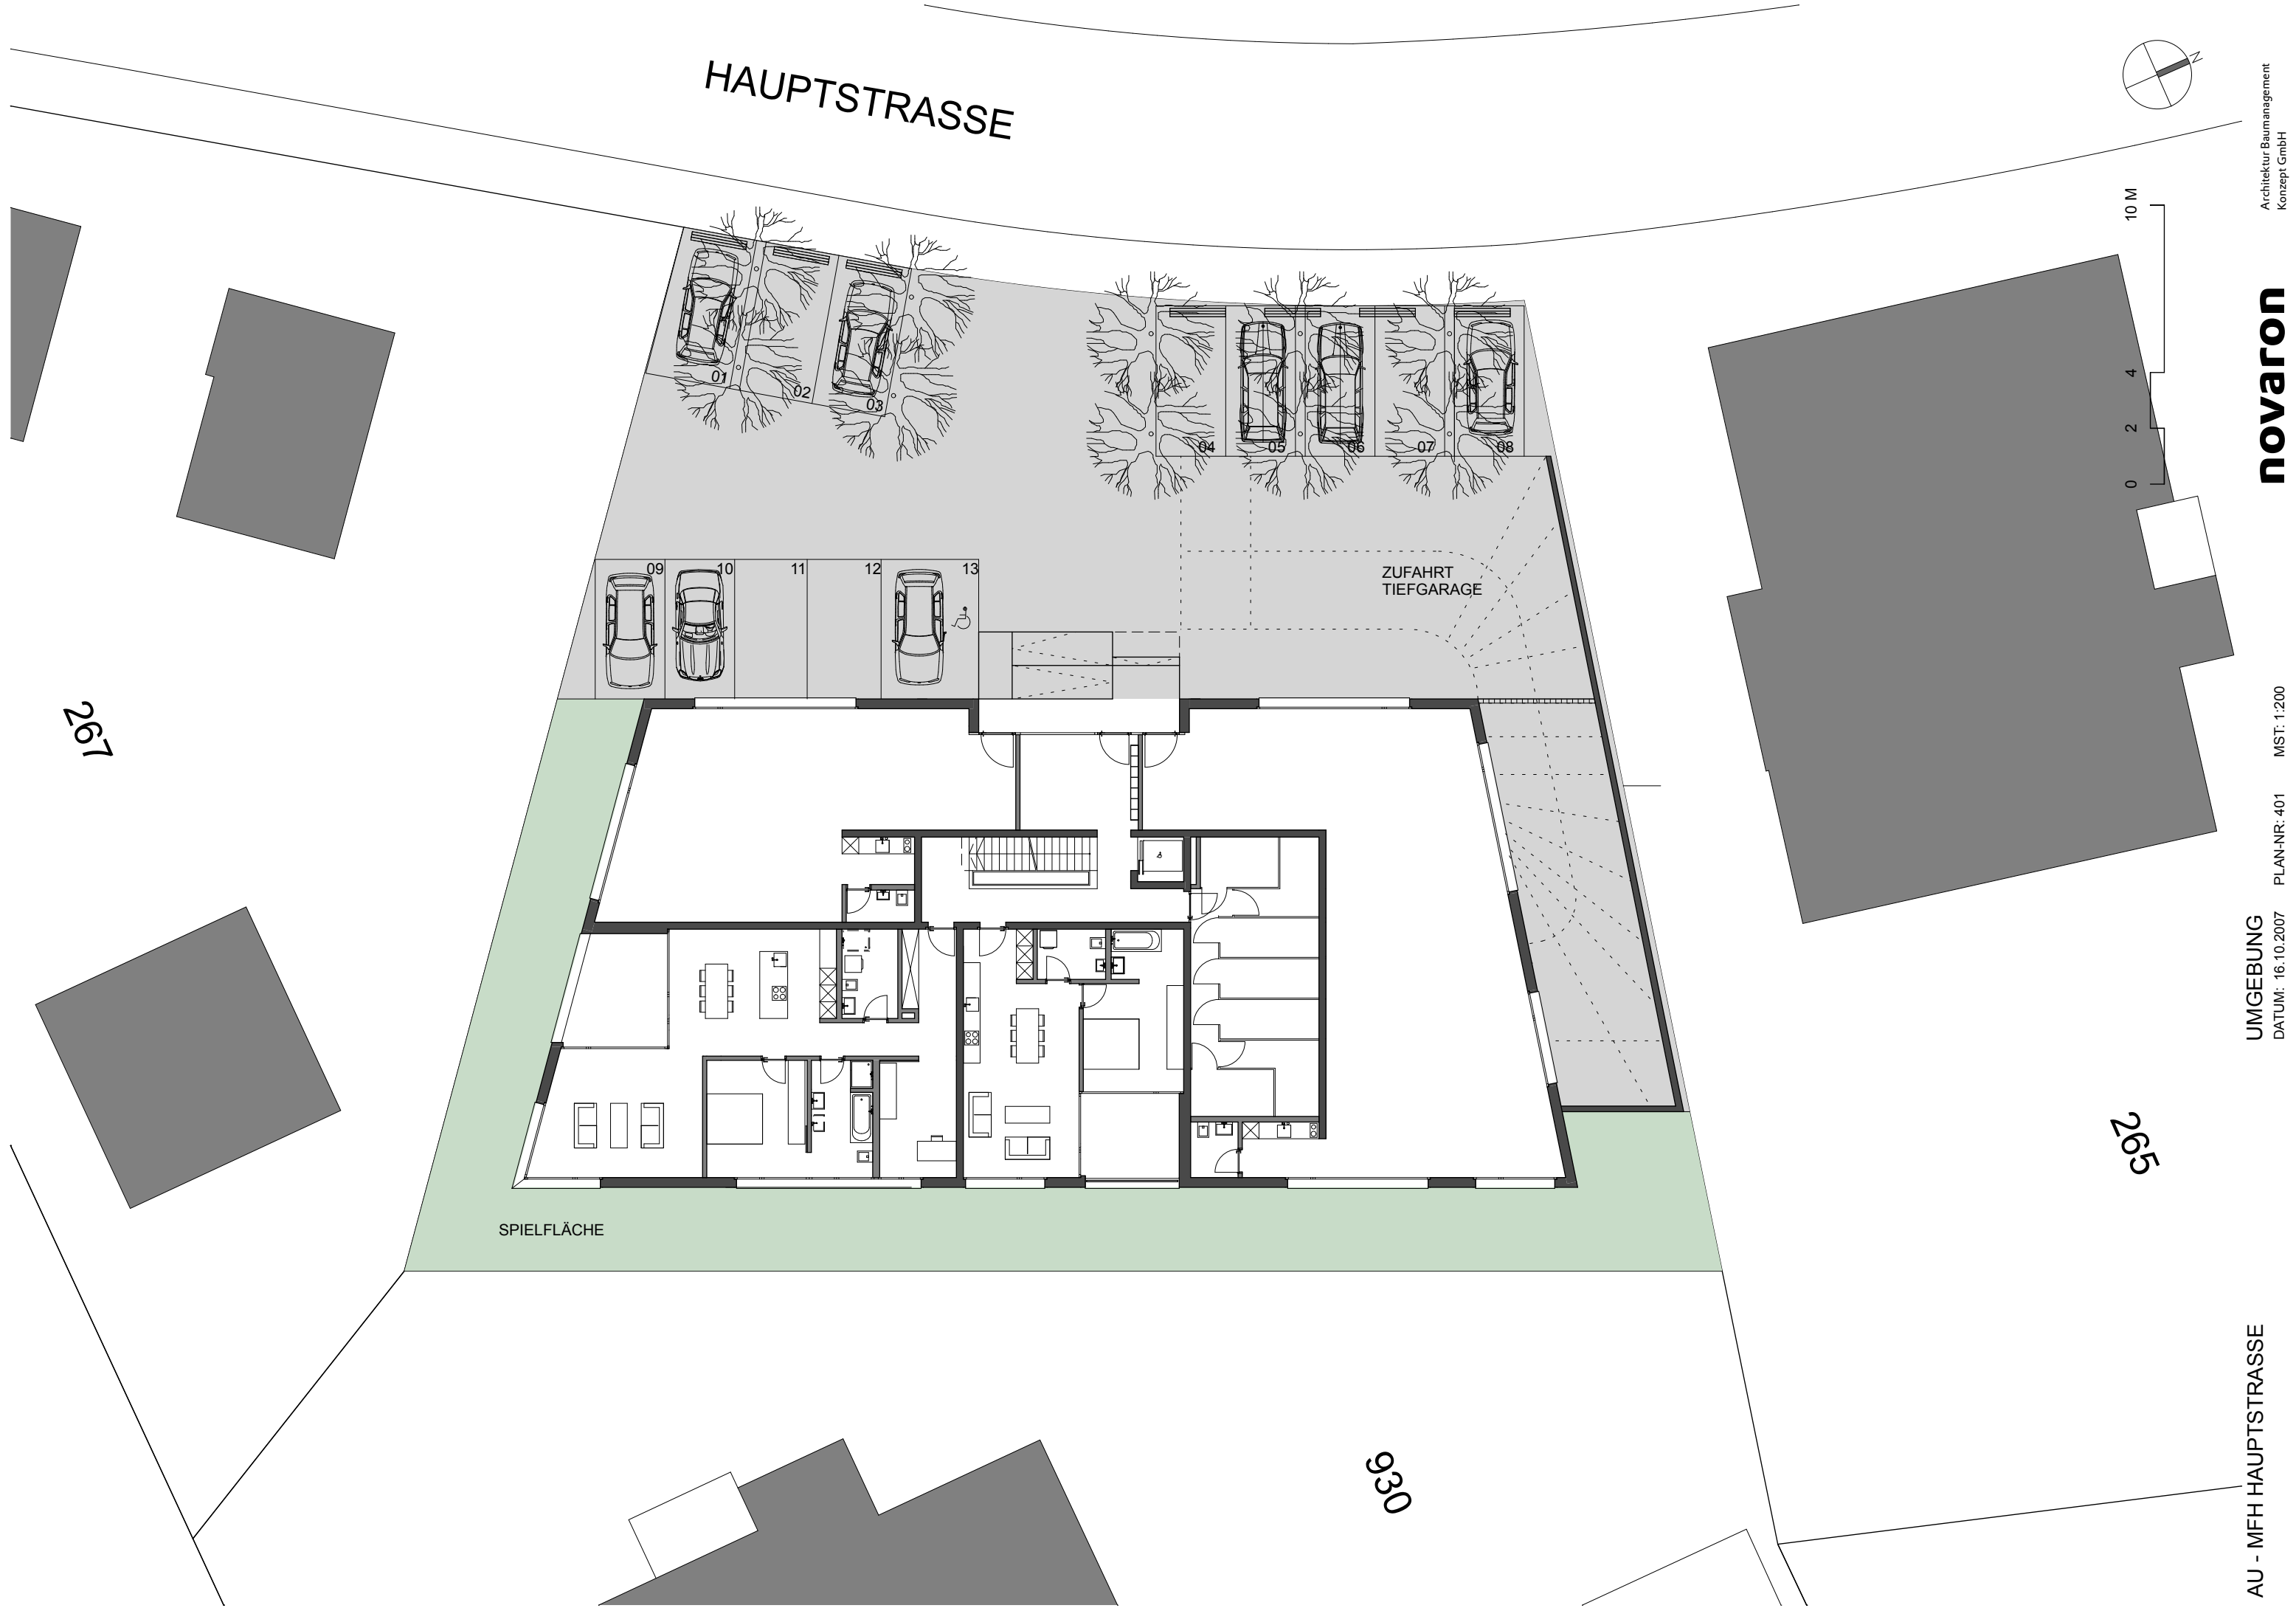 HAUPTSTRASSE
N
01
02
03
04
05
06
07
08
09
10
11
12
13
ZUFAHRT
TIEFGARAGE
SPIELFLÄCHE
267
265
930
0
2
4
10 M
Architektur Baumanagement
Konzept GmbH
novaron
UMGEBUNG
DATUM: 16.10.2007 PLAN-NR: 401 MST: 1:200
AU - MFH HAUPTSTRASSE